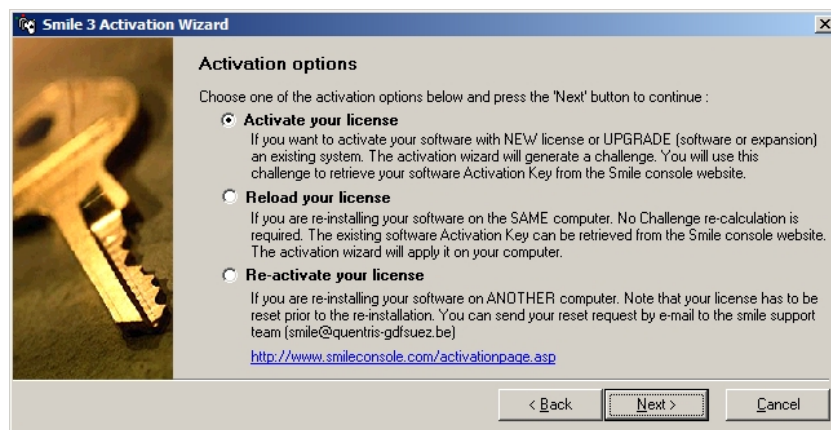 Smile 3 Activation Wizard
Activation options
Choose one of the activation options below and press the 'Next' button to continue :
Activate your license
If you want to activate your software with NEW license or UPGRADE (software or expansion)
an existing system. The activation wizard will generate a challenge. You will use this
challenge to retrieve your software Activation Key from the Smile console website.
Reload your license
If you are re-installing your software on the SAME computer. No Challenge re-calculation is
required. The existing software Activation Key can be retrieved from the Smile console website.
The activation wizard will apply it on your computer.
Re-activate your license
If you are re-installing your software on ANOTHER computer. Note that your license has to be
reset prior to the re-installation. You can send your reset request by e-mail to the smile support
team (smile@quentris-gdfsuez.be)
http://www.smileconsole.com/activationpage.asp
< Back Next > Cancel